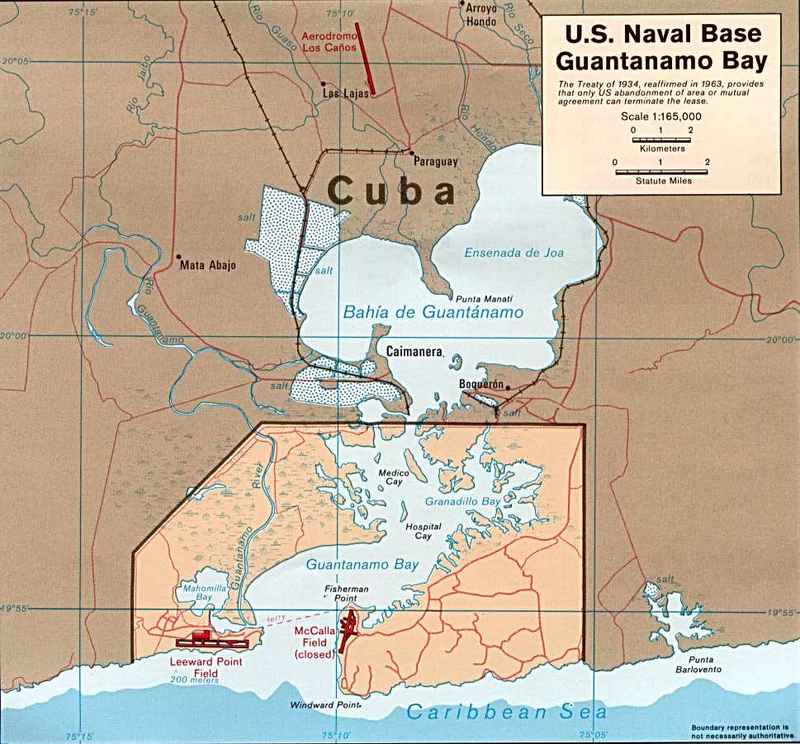 U.S. Naval Base
Guantanamo Bay
The Treaty of 1934, reaffirmed in 1963, provides
that only US abandonment of area or mutual
agreement can terminate the lease.
Scale 1:165,000
0 1 2
Kilometers
0 1 2
Statute Miles
75°15'
75°10'
Río Guaso
Arroyo
Hondo
Río Seco
Aerodromo
Los Caños
20°05'
Río Jaibo
Las Lajas
Río Hondo
Paraguay
Cuba
salt
Ensenada de Joa
Mata Abajo
salt
Punta Manatí
Río Guantánamo
Bahía de Guantánamo
20°00'
20°00'
Caimanera
salt
Boquerón
salt
Medico
Cay
Granadillo Bay
Guantanamo River
Hospital
Cay
Guantanamo Bay
Mahomilla
Bay
Fisherman
Point
salt
19°55'
19°55'
ferry
McCalla
Field
(closed)
Leeward Point
Field
200 meters
Punta
Barlovento
Windward Point
Caribbean Sea
75°15'
75°10'
75°05'
Boundary representation is
not necessarily authoritative.